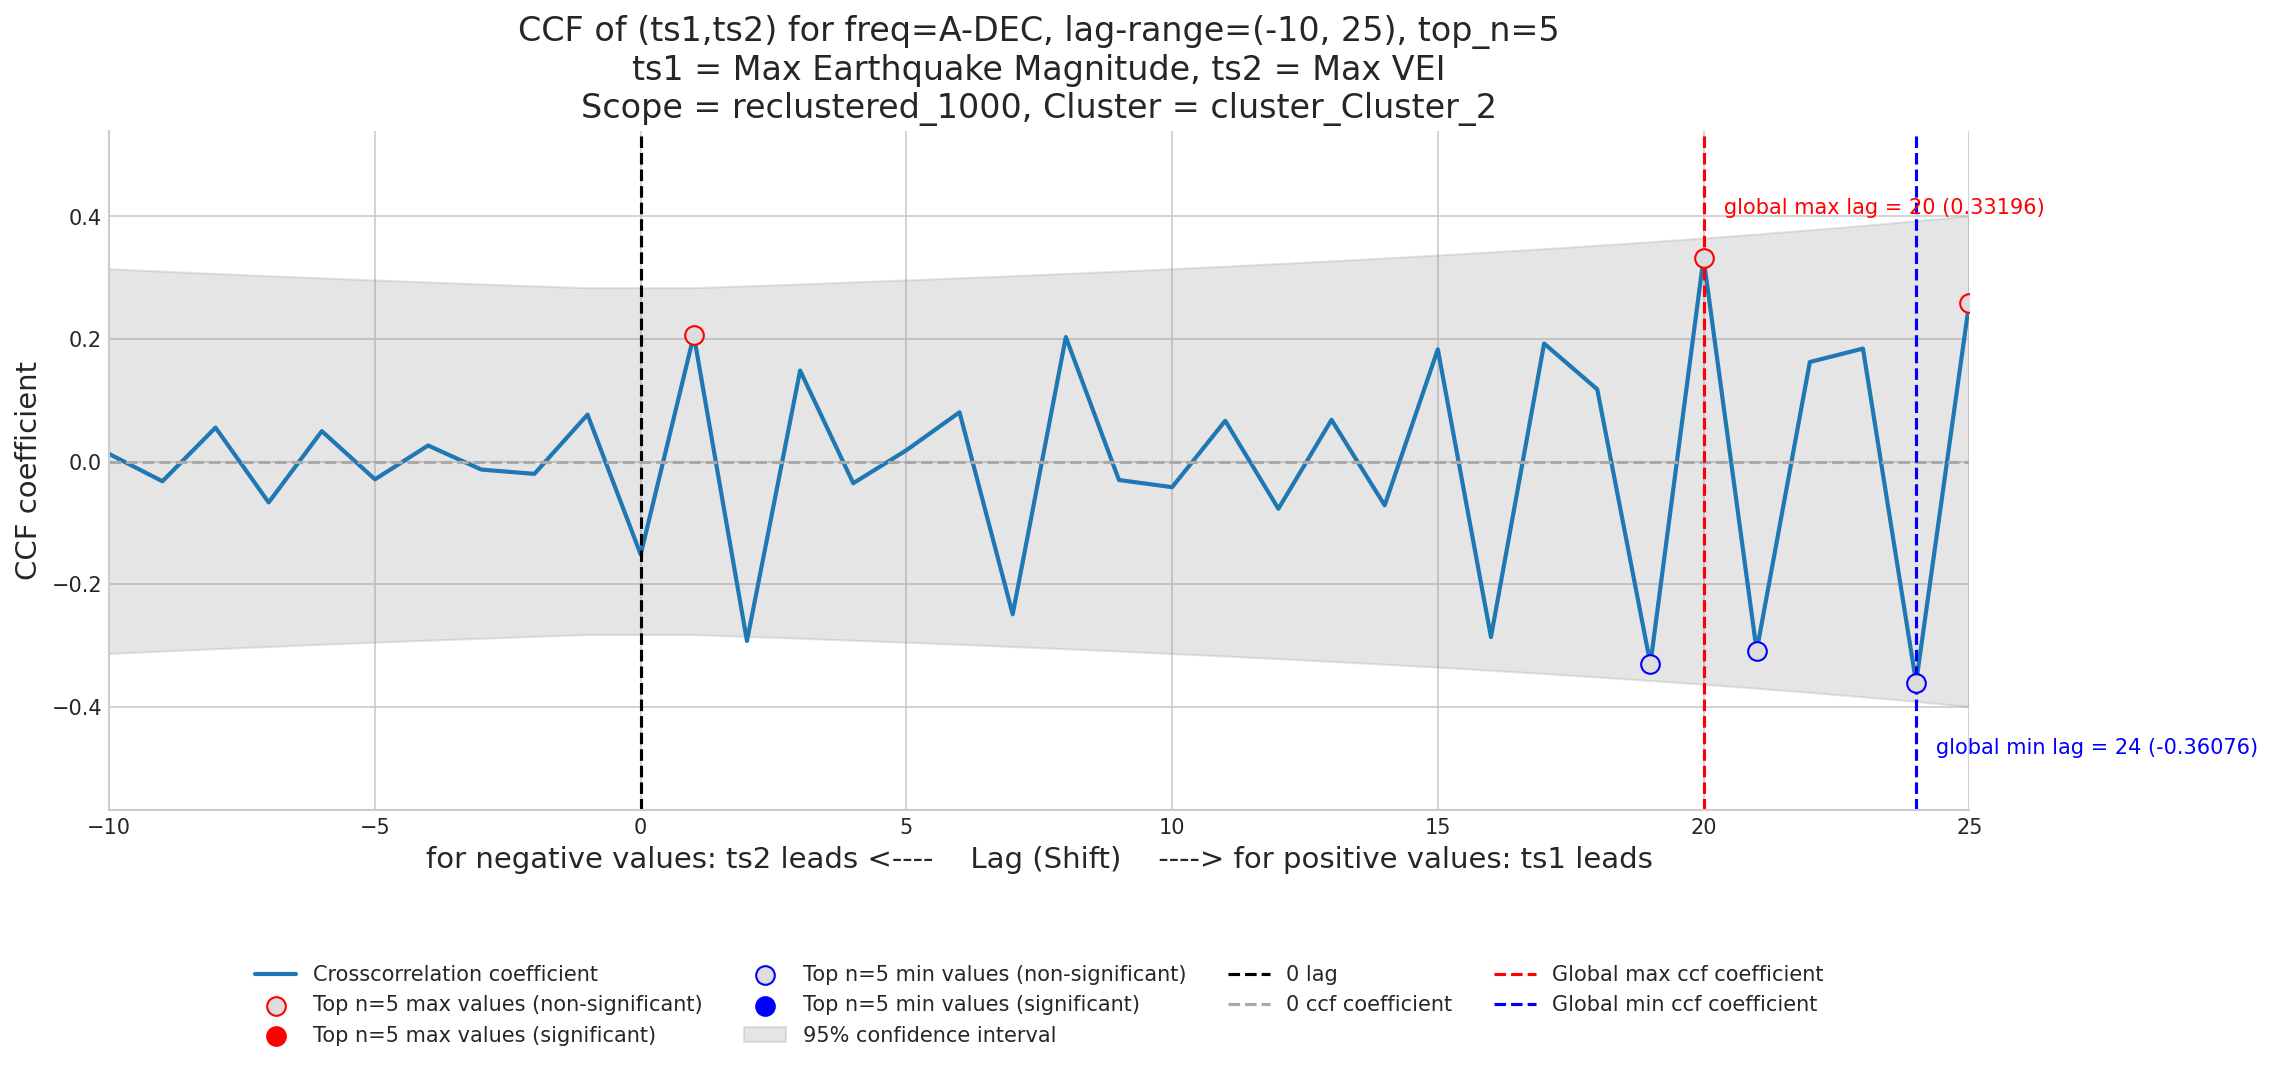 CCF of (ts1,ts2) for freq=A-DEC, lag-range=(-10, 25), top_n=5
ts1 = Max Earthquake Magnitude, ts2 = Max VEI
Scope = reclustered_1000, Cluster = cluster_Cluster_2
global max lag = 20 (0.33196)
global min lag = 24 (-0.36076)
CCF coefficient
0.4
0.2
0.0
−0.2
−0.4
−10 −5 0 5 10 15 20 25
for negative values: ts2 leads <---- Lag (Shift) ----> for positive values: ts1 leads
Crosscorrelation coefficient
Top n=5 max values (non-significant)
Top n=5 max values (significant)
Top n=5 min values (non-significant)
Top n=5 min values (significant)
95% confidence interval
0 lag
0 ccf coefficient
Global max ccf coefficient
Global min ccf coefficient